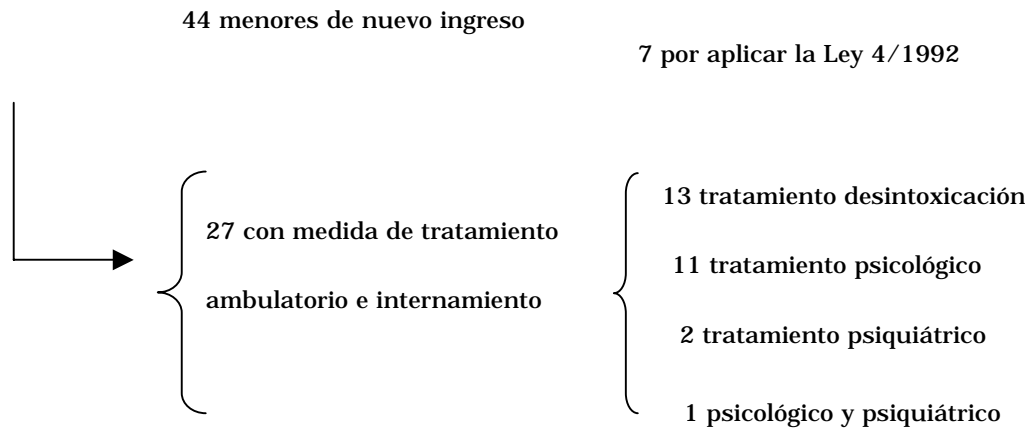 44 menores de nuevo ingreso
7 por aplicar la Ley 4/1992
27 con medida de tratamiento
ambulatorio e internamiento
13 tratamiento desintoxicación
11 tratamiento psicológico
2 tratamiento psiquiátrico
1 psicológico y psiquiátrico